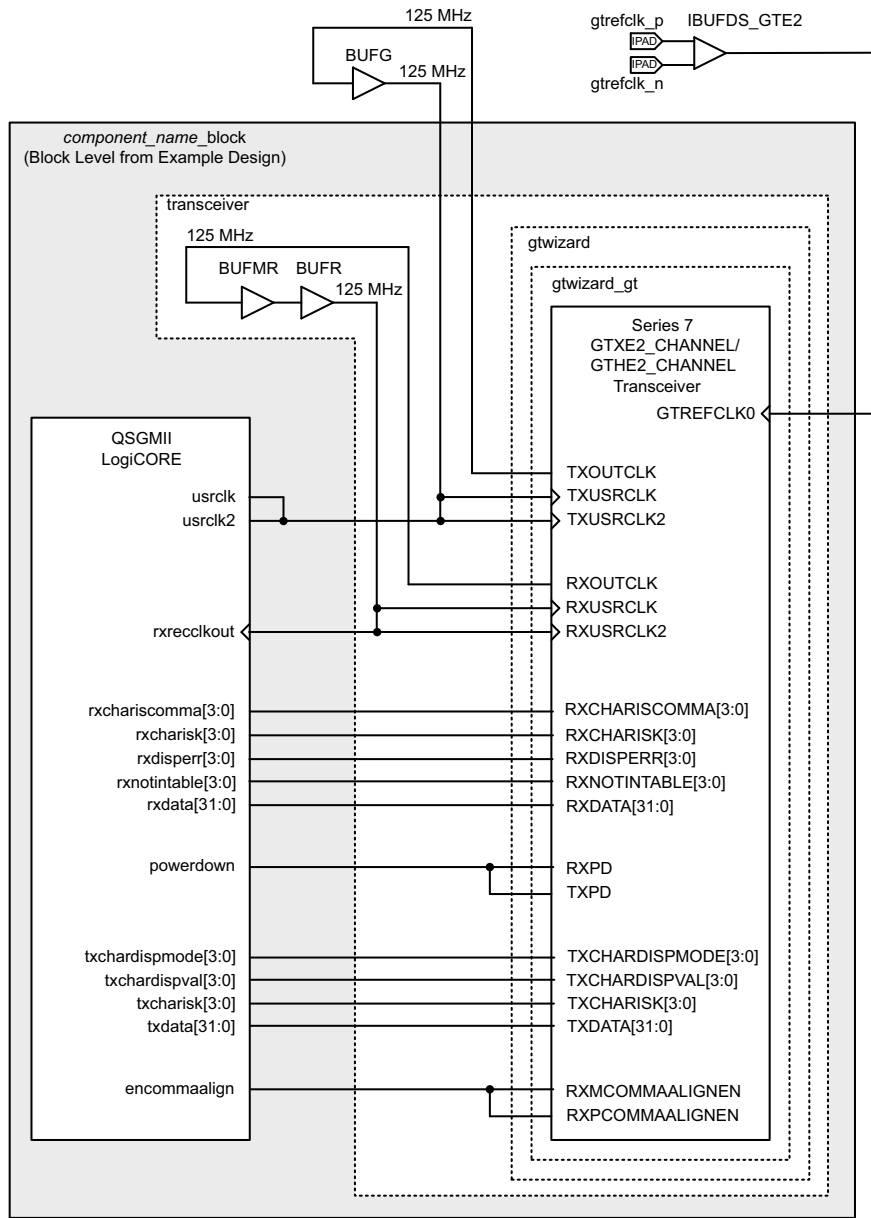 125 MHz
BUFG
125 MHz
gtrefclk_p
IBUFDS_GTE2
IPAD
IPAD
gtrefclk_n
component_name_block
(Block Level from Example Design)
transceiver
125 MHz
BUFMR
BUFR
125 MHz
gtwizard
gtwizard_gt
Series 7
GTXE2_CHANNEL/
GTHE2_CHANNEL
Transceiver
GTREFCLK0
QSGMII
LogiCORE
usrclk
usrclk2
rxrecclkout
rxchariscomma[3:0]
rxcharisk[3:0]
rxdisperr[3:0]
rxnotintable[3:0]
rxdata[31:0]
powerdown
txchardispmode[3:0]
txchardispval[3:0]
txcharisk[3:0]
txdata[31:0]
encommaalign
TXOUTCLK
TXUSRCLK
TXUSRCLK2
RXOUTCLK
RXUSRCLK
RXUSRCLK2
RXCHARISCOMMA[3:0]
RXCHARISK[3:0]
RXDISPERR[3:0]
RXNOTINTABLE[3:0]
RXDATA[31:0]
RXPD
TXPD
TXCHARDISPMODE[3:0]
TXCHARDISPVAL[3:0]
TXCHARISK[3:0]
TXDATA[31:0]
RXMCOMMAALIGNEN
RXPCOMMAALIGNEN